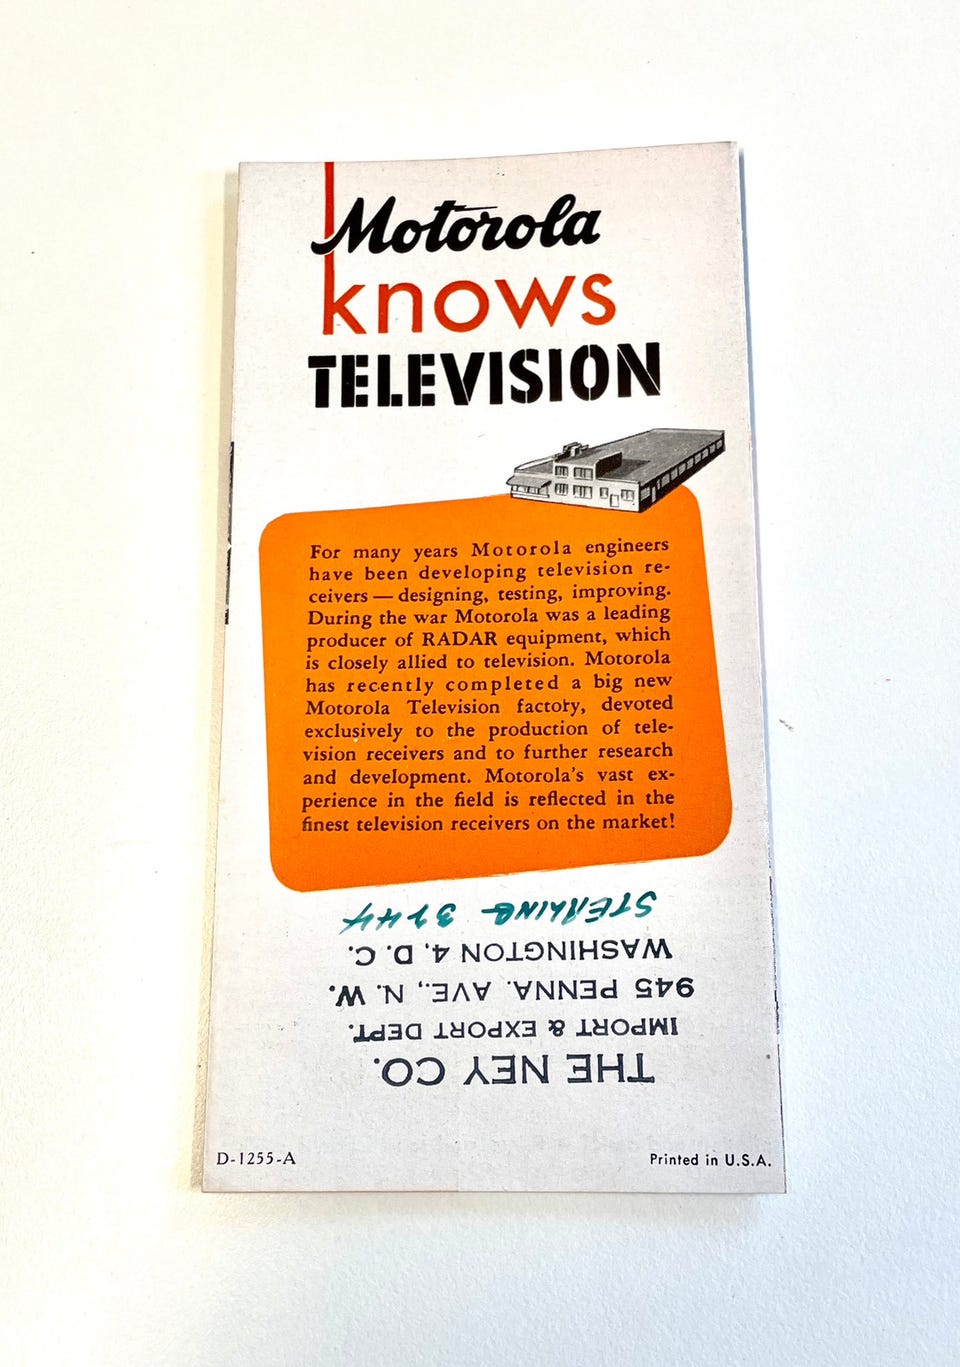 Motorola
knows
TELEVISION
For many years Motorola engineers
have been developing television re-
ceivers — designing, testing, improving.
During the war Motorola was a leading
producer of RADAR equipment, which
is closely allied to television. Motorola
has recently completed a big new
Motorola Television factory, devoted
exclusively to the production of tele-
vision receivers and to further research
and development. Motorola's vast ex-
perience in the field is reflected in the
finest television receivers on the market!
THE NEY CO.
IMPORT & EXPORT DEPT.
945 PENNA. AVE., N. W.
WASHINGTON 4, D. C.
STERLING 3244
D-1255-A
Printed in U.S.A.